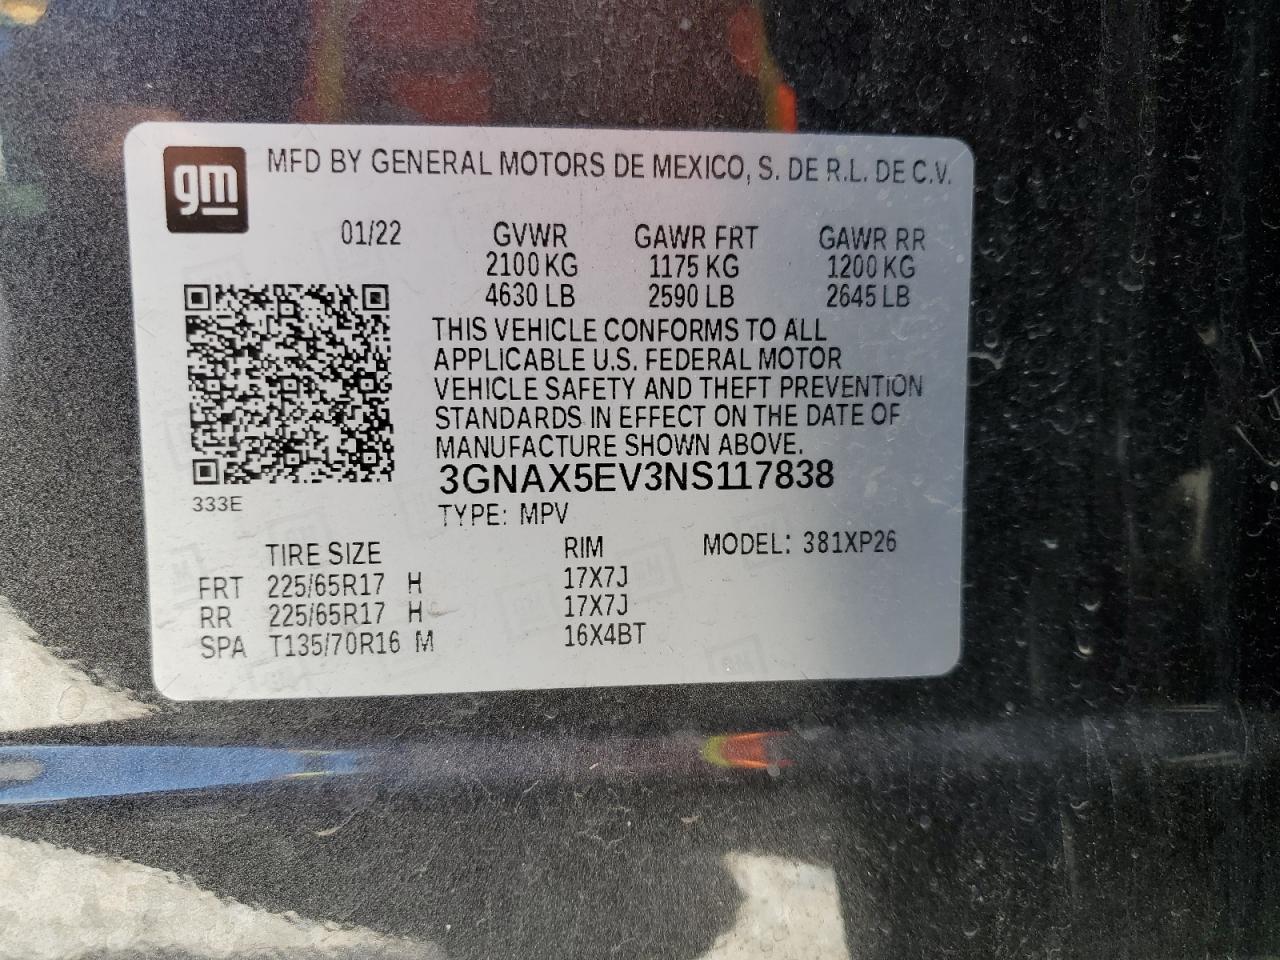 gm
MFD BY GENERAL MOTORS DE MEXICO, S. DE R.L. DE C.V.
01/22 GVWR GAWR FRT GAWR RR
2100 KG 1175 KG 1200 KG
4630 LB 2590 LB 2645 LB
THIS VEHICLE CONFORMS TO ALL
APPLICABLE U.S. FEDERAL MOTOR
VEHICLE SAFETY AND THEFT PREVENTION
STANDARDS IN EFFECT ON THE DATE OF
MANUFACTURE SHOWN ABOVE.
3GNAX5EV3NS117838
333E
TYPE: MPV
TIRE SIZE RIM MODEL: 381XP26
FRT 225/65R17 H 17X7J
RR 225/65R17 H 17X7J
SPA T135/70R16 M 16X4BT